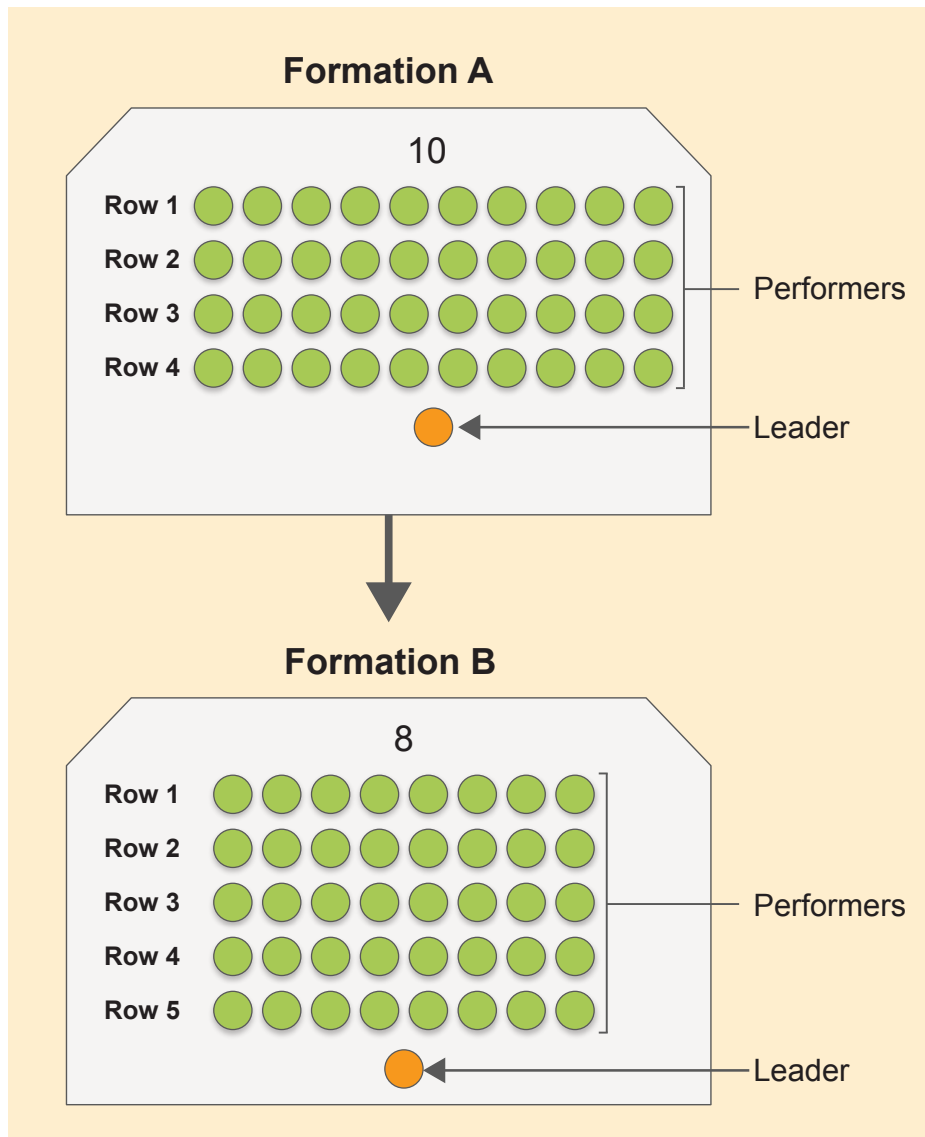 Formation A
10
Row 1
Row 2
Row 3
Row 4
Performers
Leader
Formation B
8
Row 1
Row 2
Row 3
Row 4
Row 5
Performers
Leader